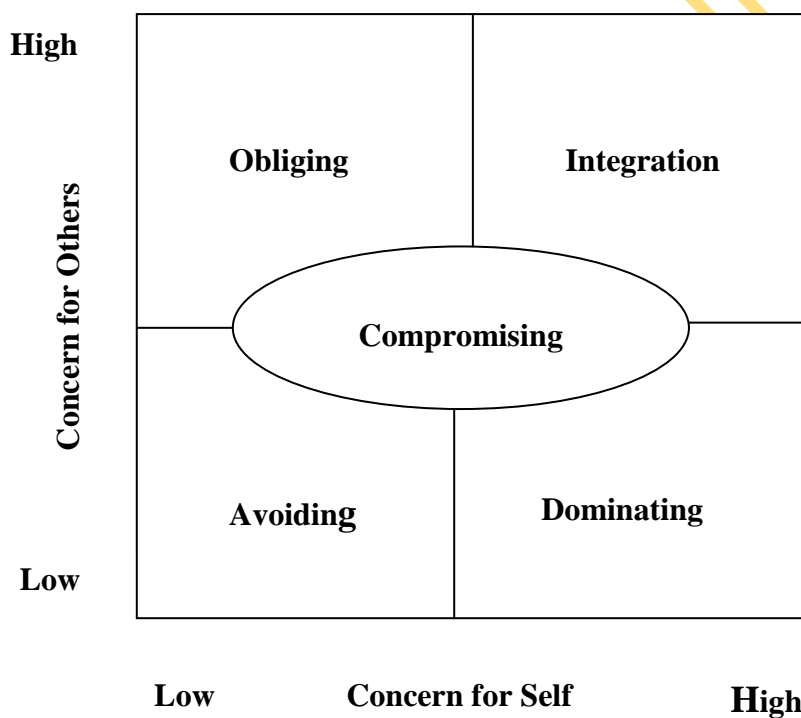 High
Obliging Integration
Concern for Others
Compromising
Avoiding Dominating
Low
Low Concern for Self High